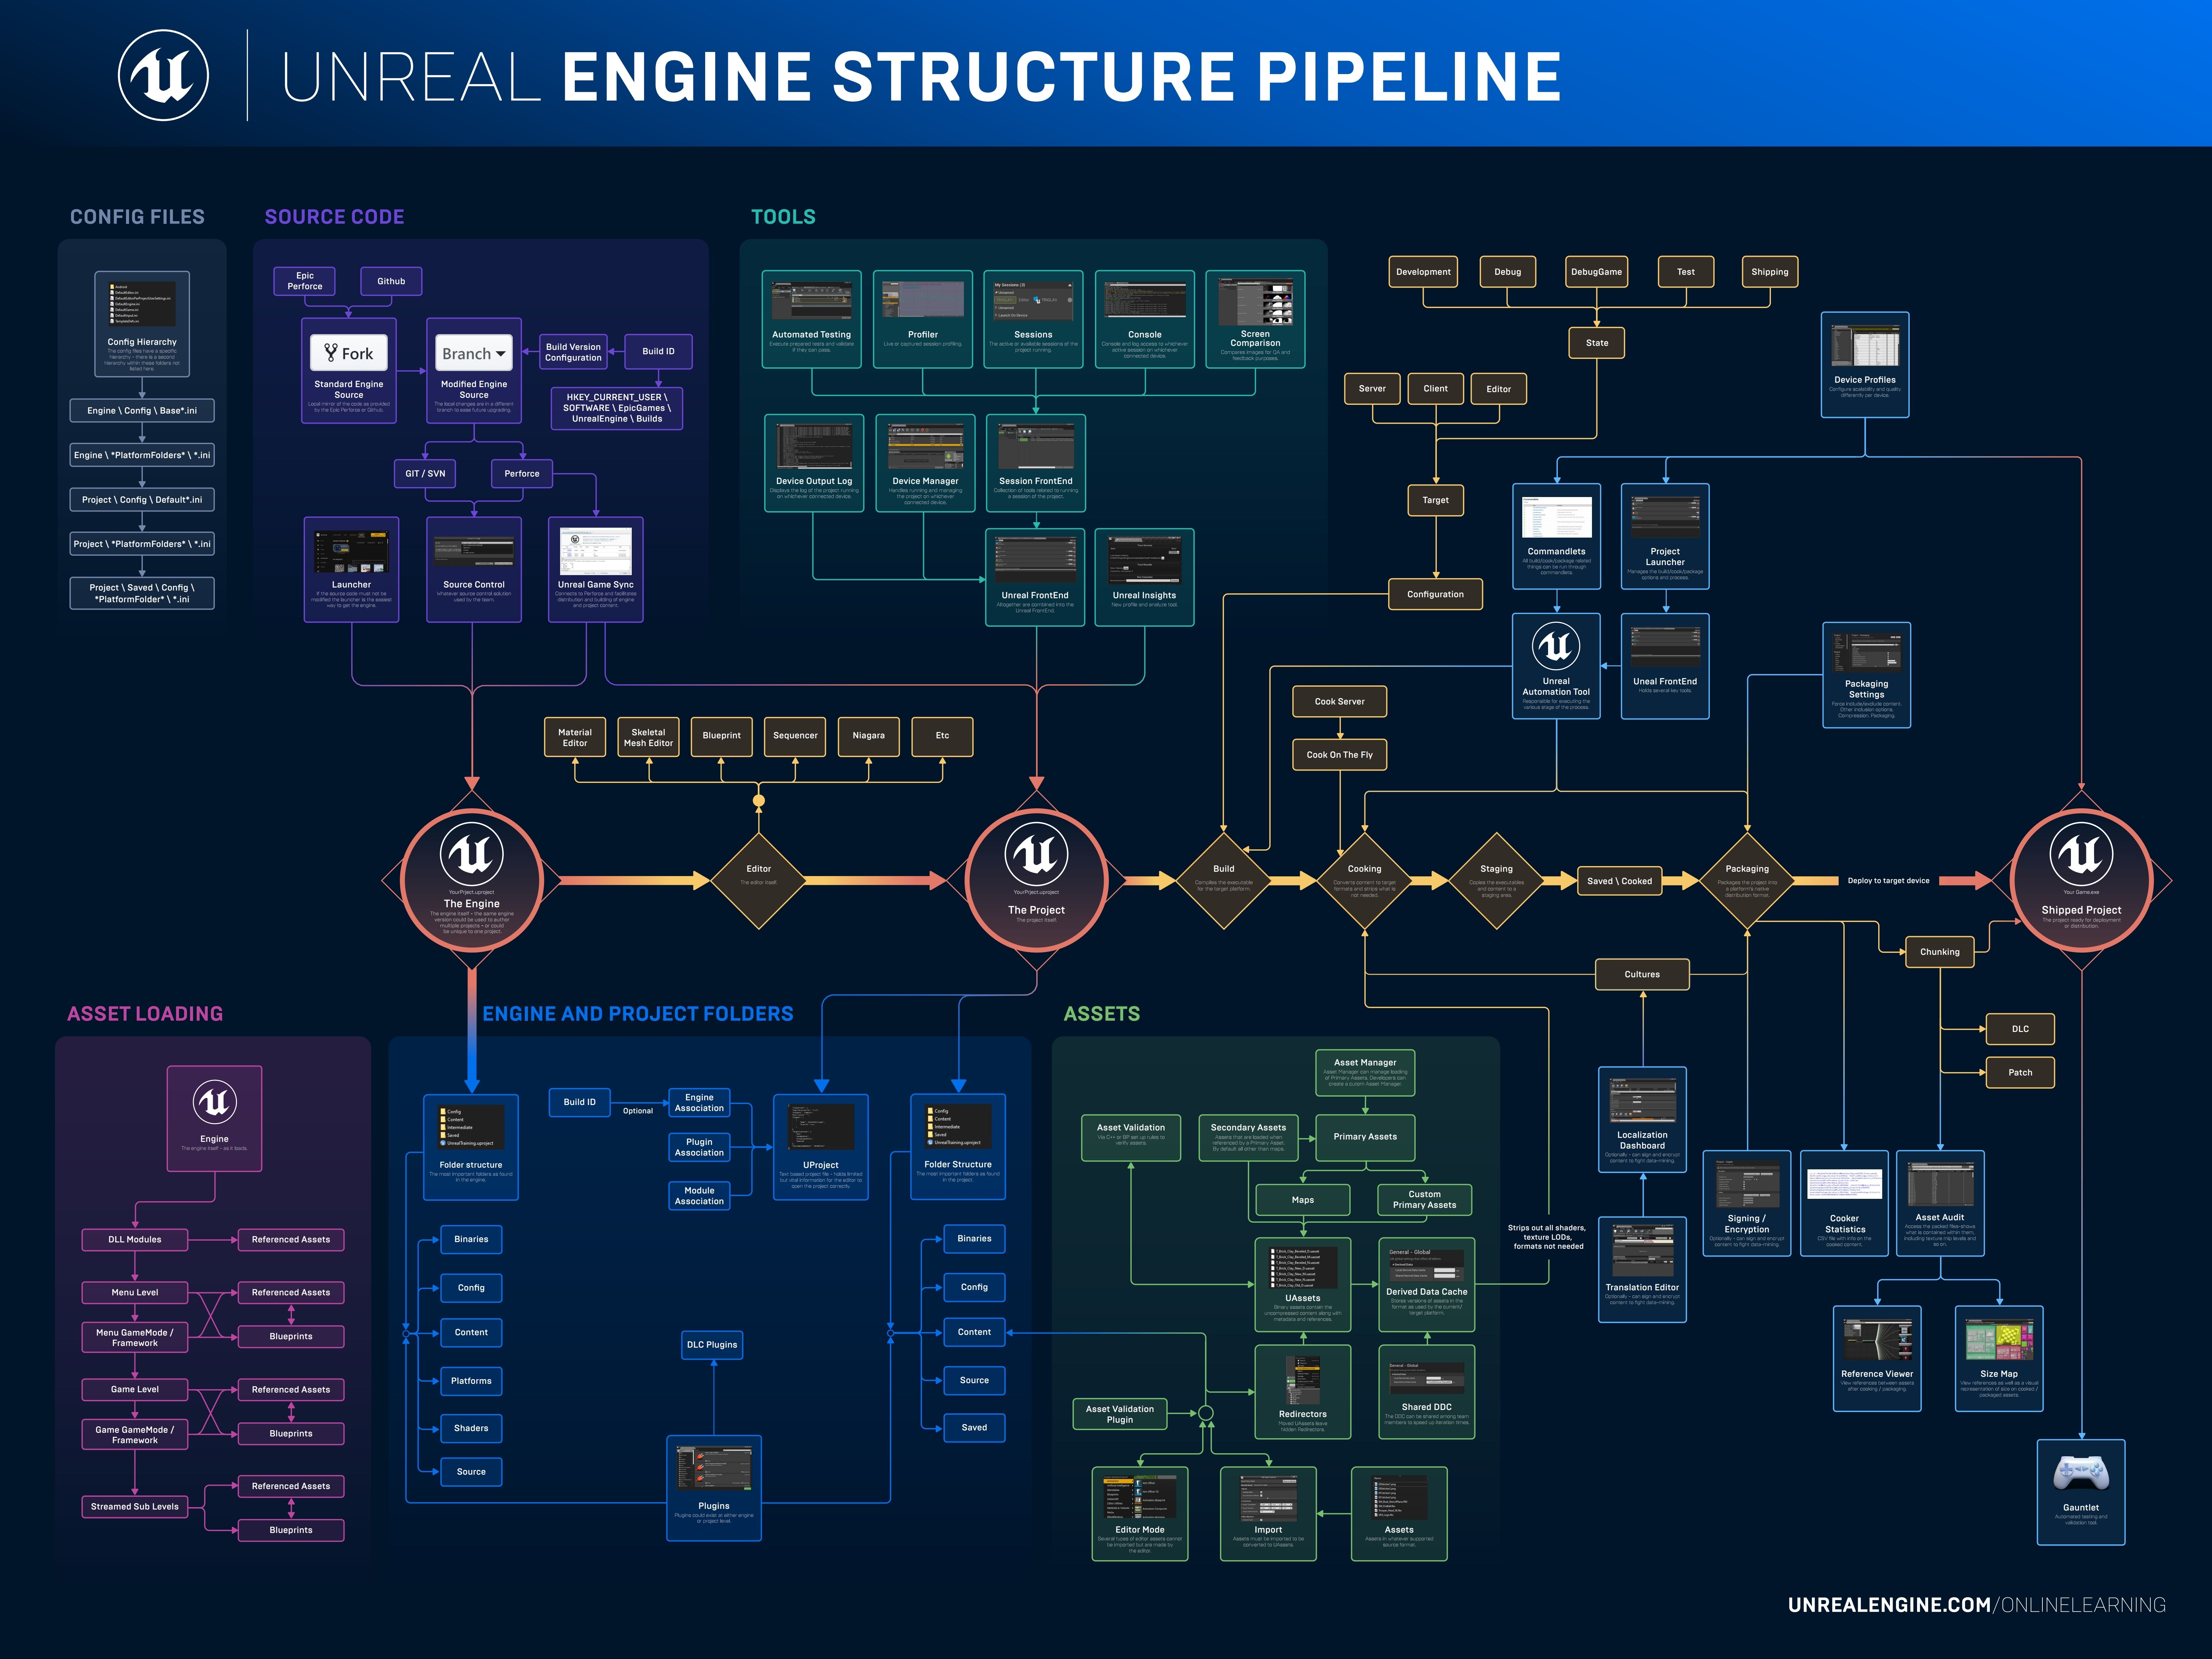 UNREAL ENGINE STRUCTURE PIPELINE
CONFIG FILES
Config Hierarchy
The config files have a specific
hierarchy - there is a second
hierarchy within these folders not
listed here.
Engine \ Config \ Base*.ini
Engine \ *PlatformFolders* \ *.ini
Project \ Config \ Default*.ini
Project \ *PlatformFolders* \ *.ini
Project \ Saved \ Config \
*PlatformFolder* \ *.ini
SOURCE CODE
Epic
Perforce
Github
Fork
Standard Engine
Source
Local mirror of the code as provided
by the Epic Perforce or Github.
Branch
Modified Engine
Source
The local changes are in a different
branch to ease future upgrading.
Build Version
Configuration
Build ID
HKEY_CURRENT_USER \
SOFTWARE \ EpicGames \
UnrealEngine \ Builds
GIT / SVN
Perforce
Launcher
If the source code must not be
modified the launcher is the easiest
way to get the engine.
Source Control
Whatever source control solution
used by the team.
Unreal Game Sync
Connects to Perforce and facilitates
distribution and building of engine
and project content.
TOOLS
Automated Testing
Execute prepared tests and validate
if they can pass.
Profiler
Live or captured session profiling.
My Sessions (3)
Sessions
The active or available sessions of the
project running.
Console
Console and log access to whichever
active session on whichever
connected device.
Screen
Comparison
Compares images for QA and
feedback purposes.
Device Output Log
Displays the log of the project running
on whichever connected device.
Device Manager
Handles running and managing
the project on whichever
connected device.
Session FrontEnd
Collection of tools related to running
a session of the project.
Unreal FrontEnd
Altogether are combined into the
Unreal FrontEnd.
Unreal Insights
New profile and analyze tool.
Development
Debug
DebugGame
Test
Shipping
State
Server
Client
Editor
Target
Configuration
Device Profiles
Configure scalability and quality
differently per device.
Commandlets
All build/cook/package related
things can be run through
commandlets.
Project
Launcher
Manages the build/cook/package
options and process.
Unreal
Automation Tool
Responsible for executing the
various stage of the process.
Uneal FrontEnd
Holds several key tools.
Packaging
Settings
Force include/exclude content.
Other inclusion options.
Compression. Packaging.
Material
Editor
Skeletal
Mesh Editor
Blueprint
Sequencer
Niagara
Etc
Cook Server
Cook On The Fly
YourPrject.uproject
The Engine
The engine itself - the same engine
version could be used to author
multiple projects - or could
be unique to one project.
Editor
The editor itself.
YourPrject.uproject
The Project
The project itself.
Build
Compiles the executable
for the target platform.
Cooking
Converts content to target
formats and strips what is
not needed.
Staging
Copies the executables
and content to a
staging area.
Saved \ Cooked
Packaging
Packages the project into
a platform's native
distribution format.
Deploy to target device
Your Game.exe
Shipped Project
The project ready for deployment
or distribution.
Chunking
Cultures
DLC
Patch
ASSET LOADING
Engine
The engine itself - as it loads.
DLL Modules
Referenced Assets
Menu Level
Referenced Assets
Menu GameMode /
Framework
Blueprints
Game Level
Referenced Assets
Game GameMode /
Framework
Blueprints
Streamed Sub Levels
Referenced Assets
Blueprints
ENGINE AND PROJECT FOLDERS
Config
Content
Intermediate
Saved
UnrealTraining.uproject
Folder structure
The most important folders as found
in the engine.
Binaries
Config
Content
Platforms
Shaders
Source
Build ID
Optional
Engine
Association
Plugin
Association
Module
Association
UProject
Text based project file - holds limited
but vital information for the editor to
open the project correctly.
Config
Content
Intermediate
Saved
UnrealTraining.uproject
Folder Structure
The most important folders as found
in the project.
Binaries
Config
Content
Source
Saved
DLC Plugins
Plugins
Plugins could exist at either engine
or project level.
ASSETS
Asset Manager
Asset Manager can manage loading
of Primary Assets. Developers can
create a cutom Asset Manager.
Asset Validation
Via C++ or BP set up rules to
verify assets.
Secondary Assets
Assets that are loaded when
referenced by a Primary Asset.
By default all other than maps.
Primary Assets
Maps
Custom
Primary Assets
UAssets
Binary assets contain the
uncompressed content along with
metadata and references.
General - Global
Derived Data Cache
Stores versions of assets in the
format as used by the current/
target platform.
Strips out all shaders,
texture LODs,
formats not needed
Redirectors
Moved UAssets leave
hidden Redirectors.
General - Global
Shared DDC
The DDC can be shared among team
members to speed up iteration times.
Asset Validation
Plugin
Editor Mode
Several types of editor assets cannot
be imported but are made by
the editor.
Import
Assets must be imported to be
converted to UAssets.
Assets
Assets in whatever supported
source format.
Localization
Dashboard
Optionally - can sign and encrypt
content to fight data-mining.
Translation Editor
Optionally - can sign and encrypt
content to fight data-mining.
Signing /
Encryption
Optionally - can sign and encrypt
content to fight data-mining.
Cooker
Statistics
CSV file with info on the
cooked content.
Asset Audit
Access the packed files-shows
what is contained within them,
including texture mip levels and
so on.
Reference Viewer
View references between assets
after cooking / packaging.
Size Map
View references as well as a visual
representation of size on cooked /
packaged assets.
Gauntlet
Automated testing and
validation tool.
UNREALENGINE.COM/ONLINELEARNING